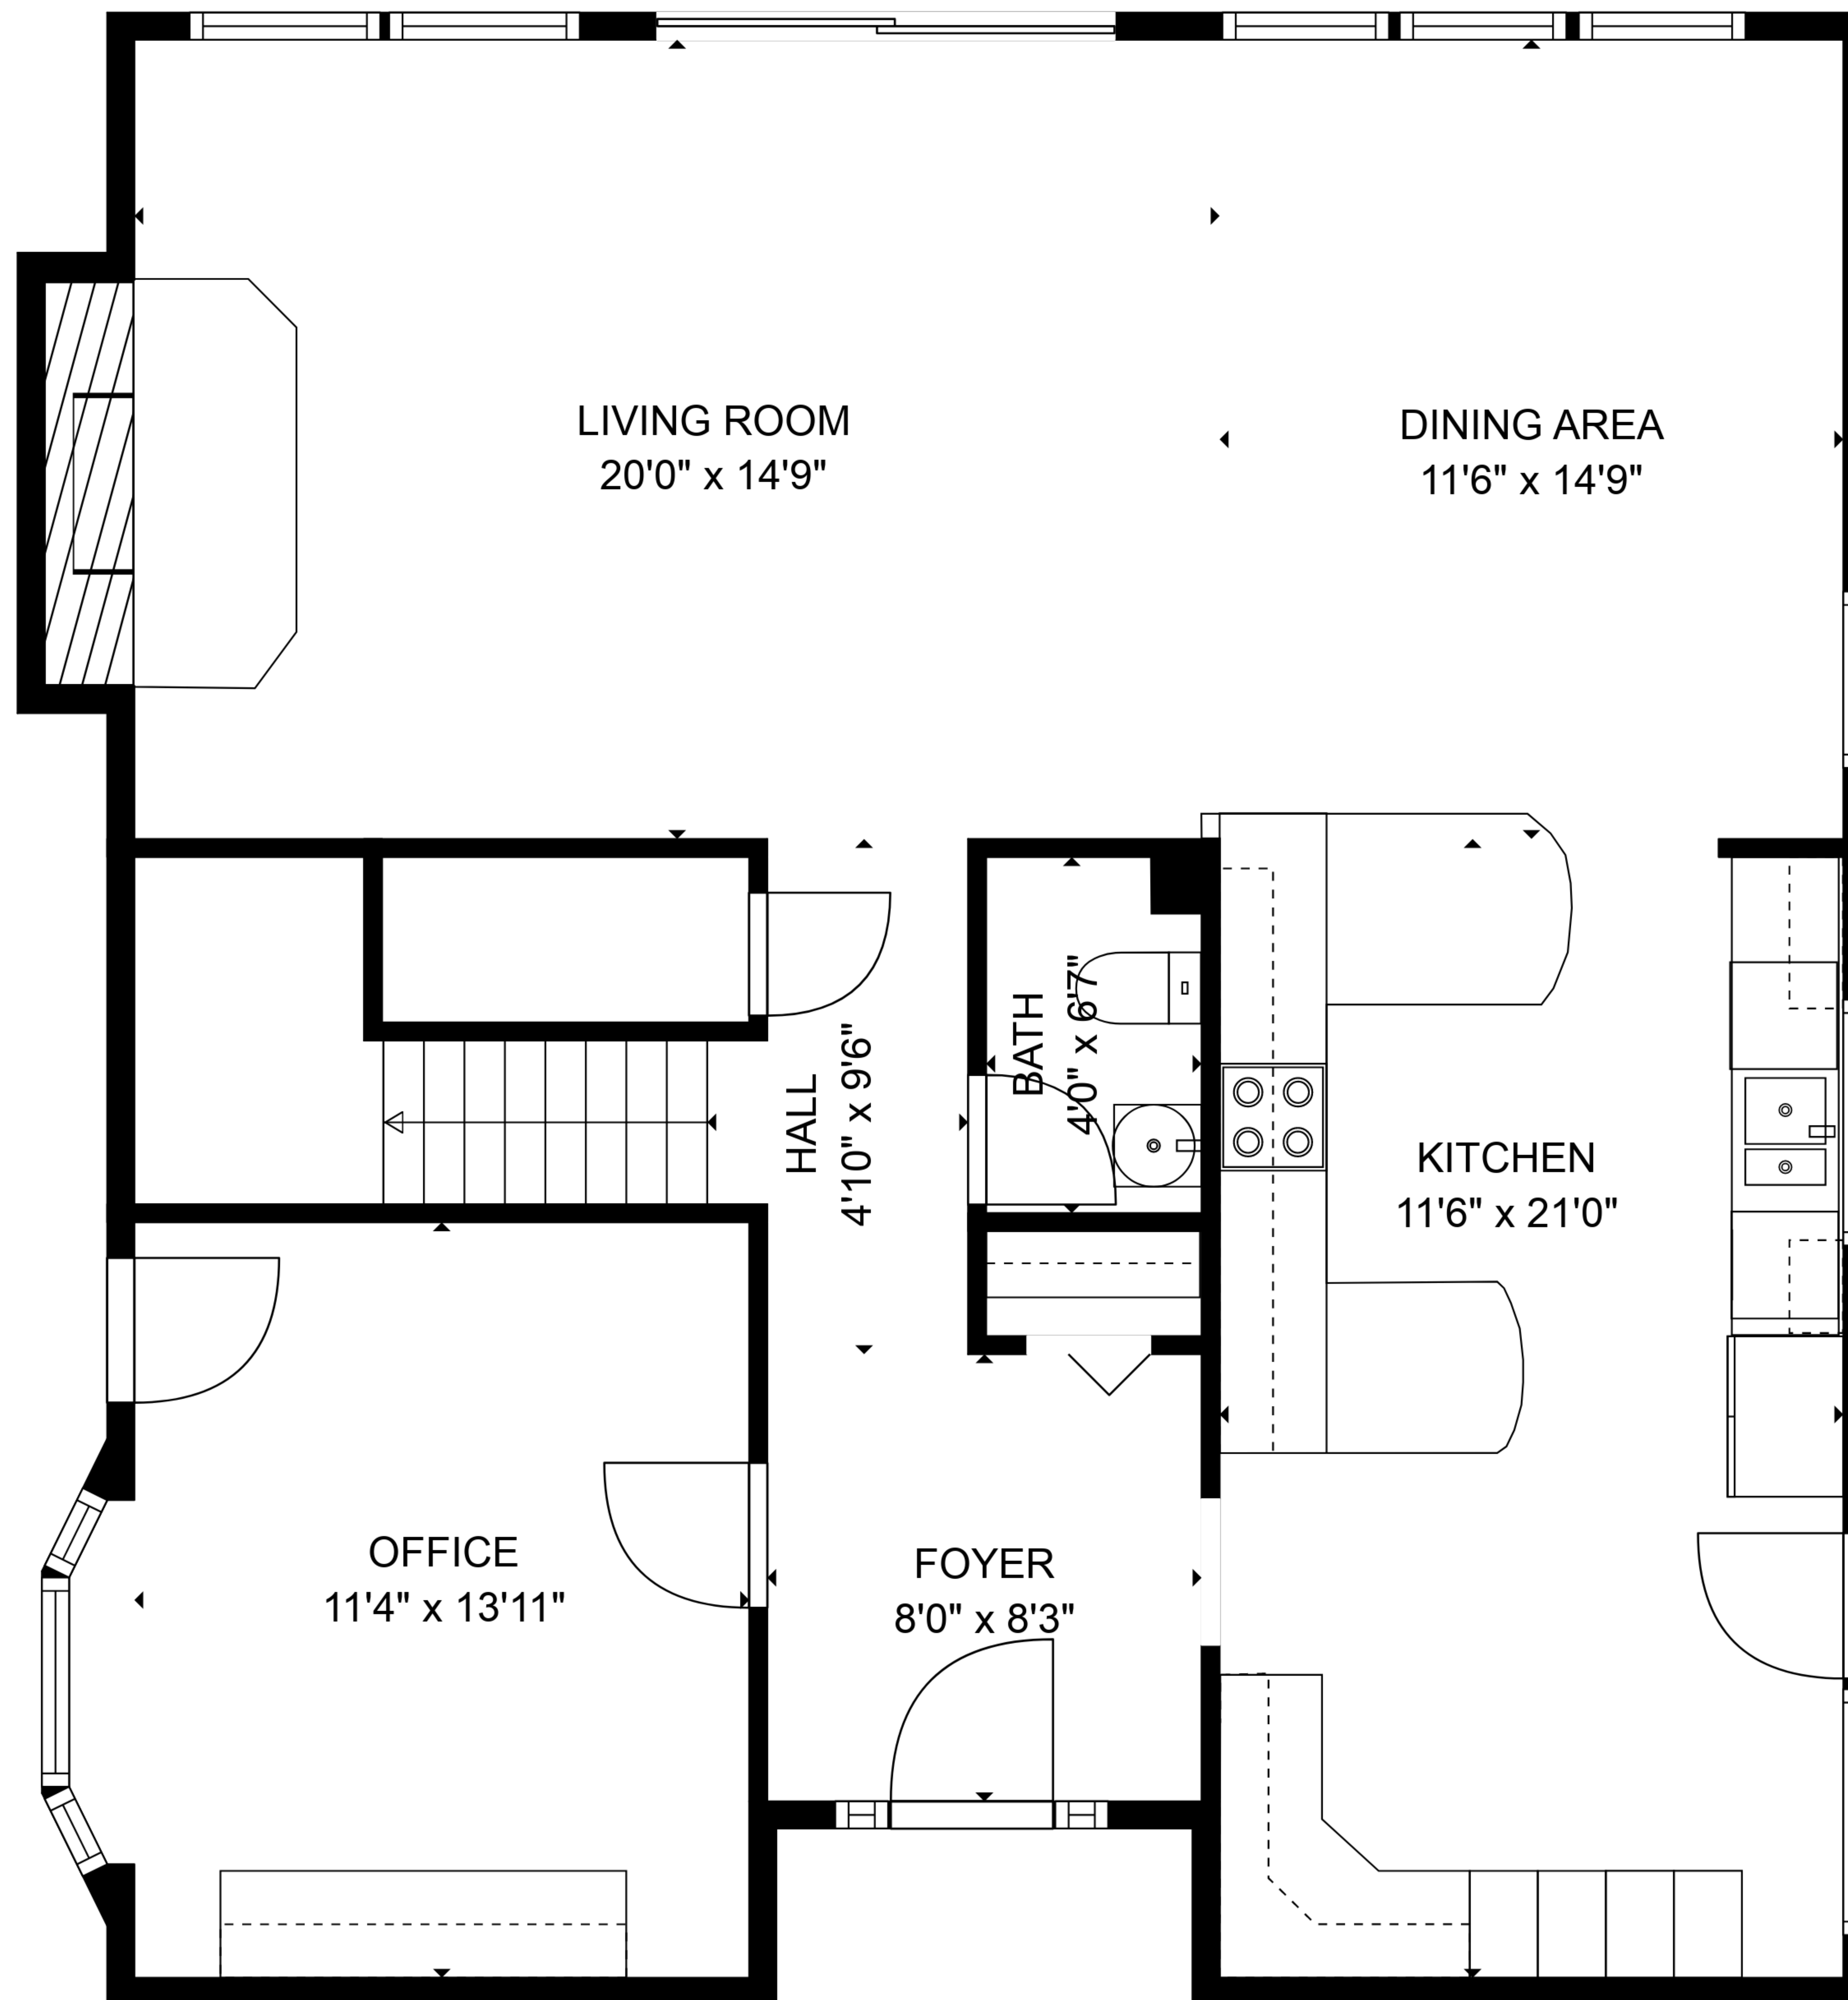 LIVING ROOM
20'0" x 14'9"
DINING AREA
11'6" x 14'9"
HALL
4'10" x 9'6"
BATH
4'0" x 6'7"
KITCHEN
11'6" x 21'0"
OFFICE
11'4" x 13'11"
FOYER
8'0" x 8'3"